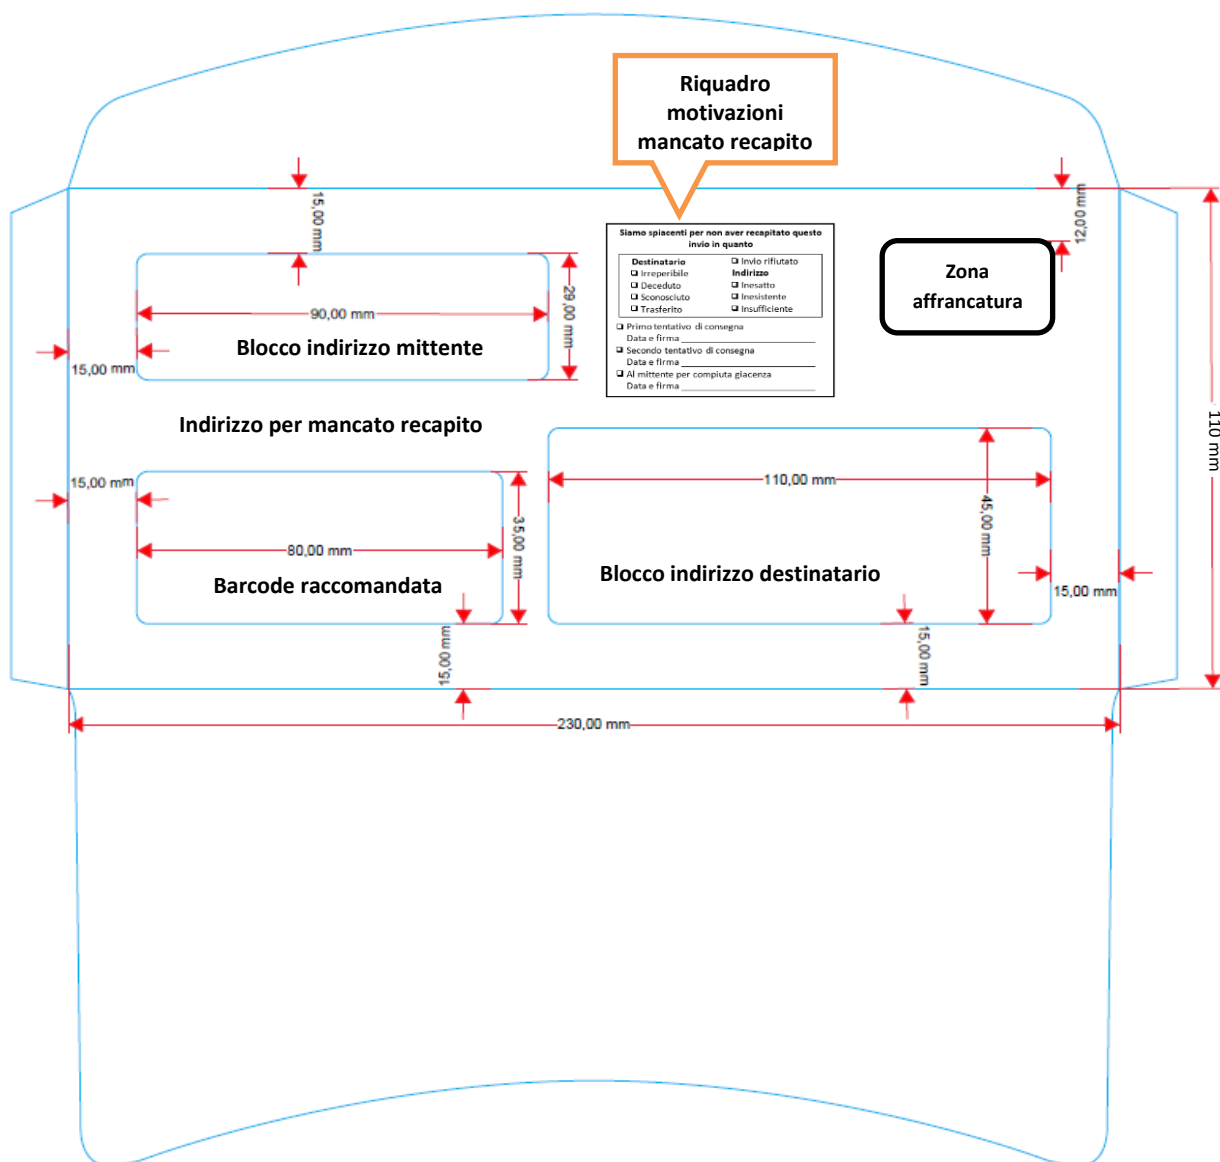 Riquadro
motivazioni
mancato recapito
15,00 mm
12,00 mm
Siamo spiacenti per non aver recapitato questo
invio in quanto
Destinatario
❑ Irreperibile
❑ Deceduto
❑ Sconosciuto
❑ Trasferito
❑ Invio rifiutato
Indirizzo
❑ Inesatto
❑ Inesistente
❑ Insufficiente
❑ Primo tentativo di consegna
Data e firma ____________________
❑ Secondo tentativo di consegna
Data e firma ____________________
❑ Al mittente per compiuta giacenza
Data e firma ____________________
Zona
affrancatura
90,00 mm
29,00 mm
Blocco indirizzo mittente
15,00 mm
Indirizzo per mancato recapito
110 mm
15,00 mm
110,00 mm
45,00 mm
80,00 mm
35,00 mm
Barcode raccomandata
Blocco indirizzo destinatario
15,00 mm
15,00 mm
15,00 mm
230,00 mm